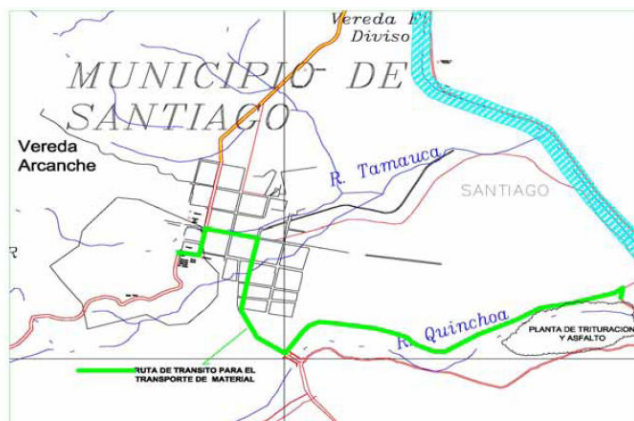 Vereda El
Diviso
MUNICIPIO DE
SANTIAGO
Vereda
Arcanche
R. Tamauca
SANTIAGO
R
R. Quinchoa
PLANTA DE TRITURACION
Y ASFALTO
RUTA DE TRANSITO PARA EL
TRANSPORTE DE MATERIAL